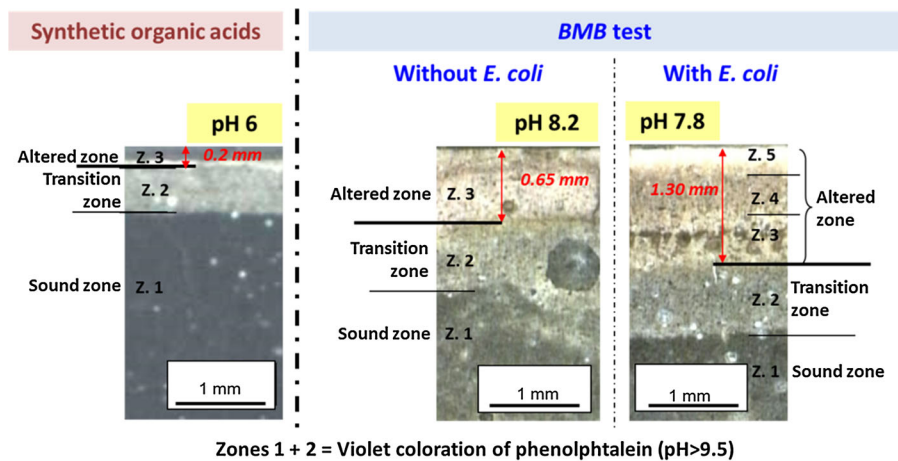 Synthetic organic acids
BMB test
Without E. coli
With E. coli
pH 6
pH 8.2
pH 7.8
Altered zone
Z. 3
0.2 mm
Transition
zone
Z. 2
Sound zone
Z. 1
1 mm
Altered zone
Z. 3
0.65 mm
Transition
zone
Z. 2
Sound zone
Z. 1
1 mm
1.30 mm
Z. 5
Z. 4
Z. 3
Altered
zone
Z. 2
Transition
zone
Z. 1
Sound zone
1 mm
Zones 1 + 2 = Violet coloration of phenolphtalein (pH>9.5)